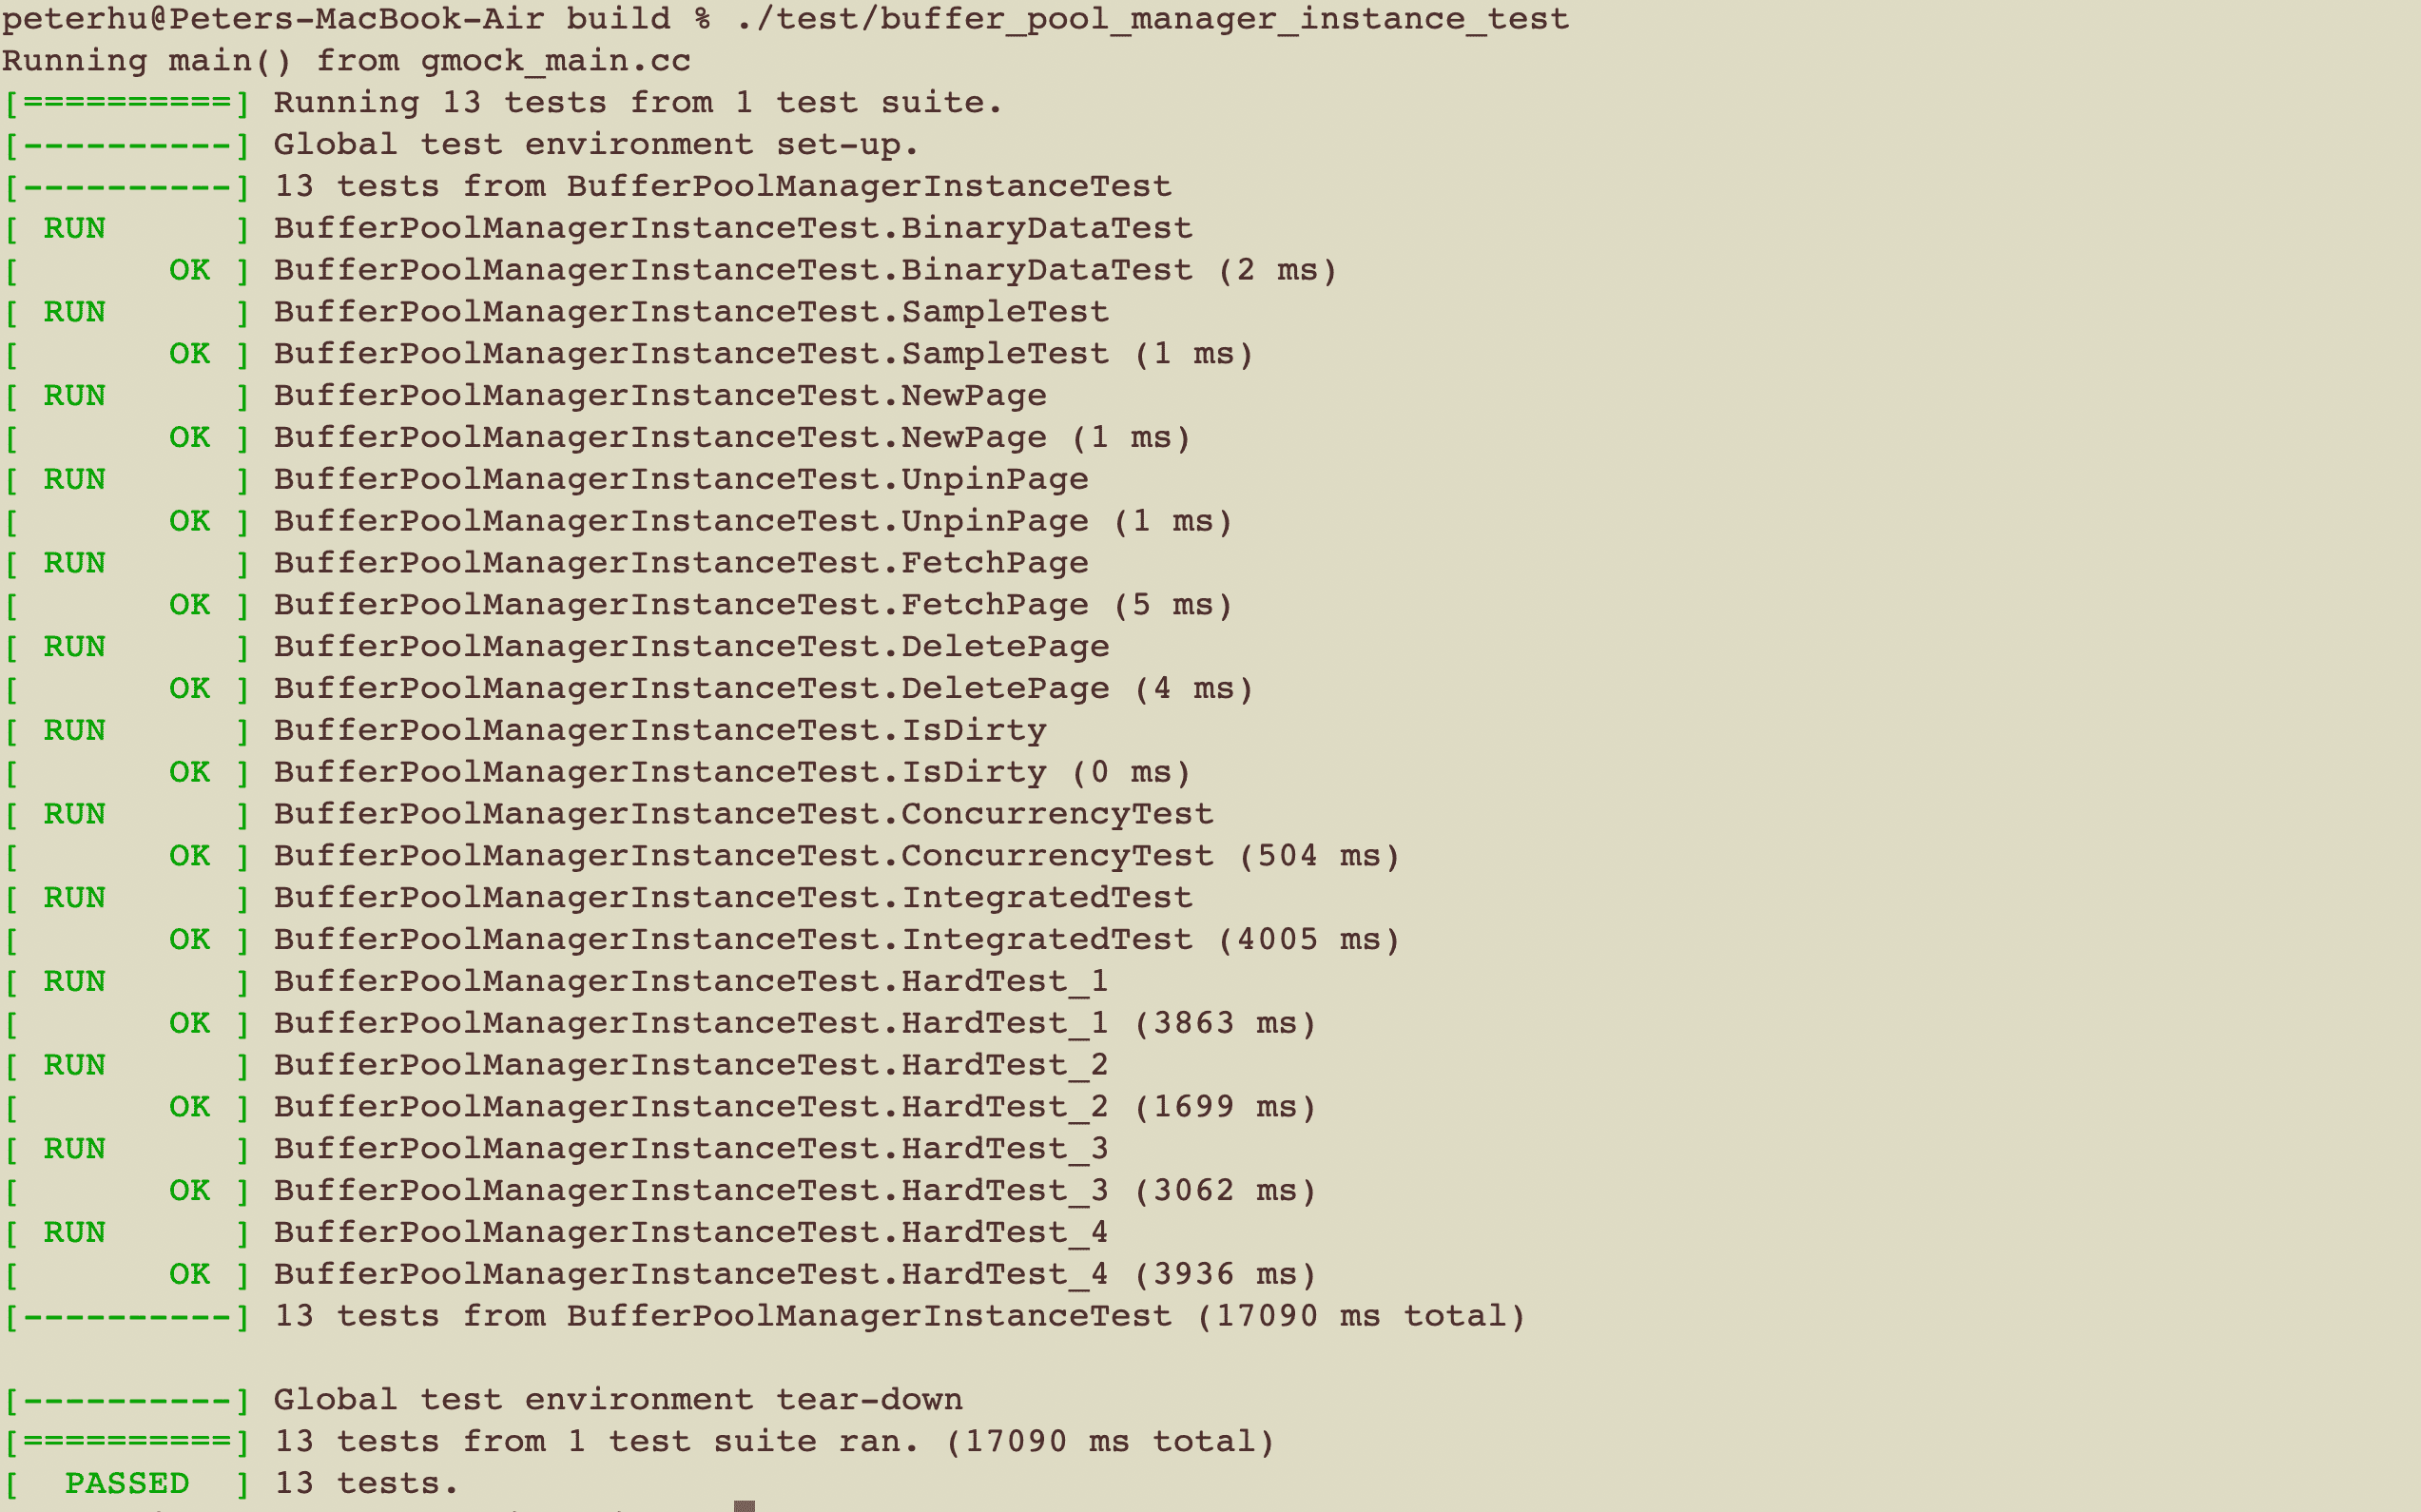 peterhu@Peters-MacBook-Air build % ./test/buffer_pool_manager_instance_test
Running main() from gmock_main.cc
[==========] Running 13 tests from 1 test suite.
[----------] Global test environment set-up.
[----------] 13 tests from BufferPoolManagerInstanceTest
[ RUN      ] BufferPoolManagerInstanceTest.BinaryDataTest
[       OK ] BufferPoolManagerInstanceTest.BinaryDataTest (2 ms)
[ RUN      ] BufferPoolManagerInstanceTest.SampleTest
[       OK ] BufferPoolManagerInstanceTest.SampleTest (1 ms)
[ RUN      ] BufferPoolManagerInstanceTest.NewPage
[       OK ] BufferPoolManagerInstanceTest.NewPage (1 ms)
[ RUN      ] BufferPoolManagerInstanceTest.UnpinPage
[       OK ] BufferPoolManagerInstanceTest.UnpinPage (1 ms)
[ RUN      ] BufferPoolManagerInstanceTest.FetchPage
[       OK ] BufferPoolManagerInstanceTest.FetchPage (5 ms)
[ RUN      ] BufferPoolManagerInstanceTest.DeletePage
[       OK ] BufferPoolManagerInstanceTest.DeletePage (4 ms)
[ RUN      ] BufferPoolManagerInstanceTest.IsDirty
[       OK ] BufferPoolManagerInstanceTest.IsDirty (0 ms)
[ RUN      ] BufferPoolManagerInstanceTest.ConcurrencyTest
[       OK ] BufferPoolManagerInstanceTest.ConcurrencyTest (504 ms)
[ RUN      ] BufferPoolManagerInstanceTest.IntegratedTest
[       OK ] BufferPoolManagerInstanceTest.IntegratedTest (4005 ms)
[ RUN      ] BufferPoolManagerInstanceTest.HardTest_1
[       OK ] BufferPoolManagerInstanceTest.HardTest_1 (3863 ms)
[ RUN      ] BufferPoolManagerInstanceTest.HardTest_2
[       OK ] BufferPoolManagerInstanceTest.HardTest_2 (1699 ms)
[ RUN      ] BufferPoolManagerInstanceTest.HardTest_3
[       OK ] BufferPoolManagerInstanceTest.HardTest_3 (3062 ms)
[ RUN      ] BufferPoolManagerInstanceTest.HardTest_4
[       OK ] BufferPoolManagerInstanceTest.HardTest_4 (3936 ms)
[----------] 13 tests from BufferPoolManagerInstanceTest (17090 ms total)
[----------] Global test environment tear-down
[==========] 13 tests from 1 test suite ran. (17090 ms total)
[  PASSED  ] 13 tests.